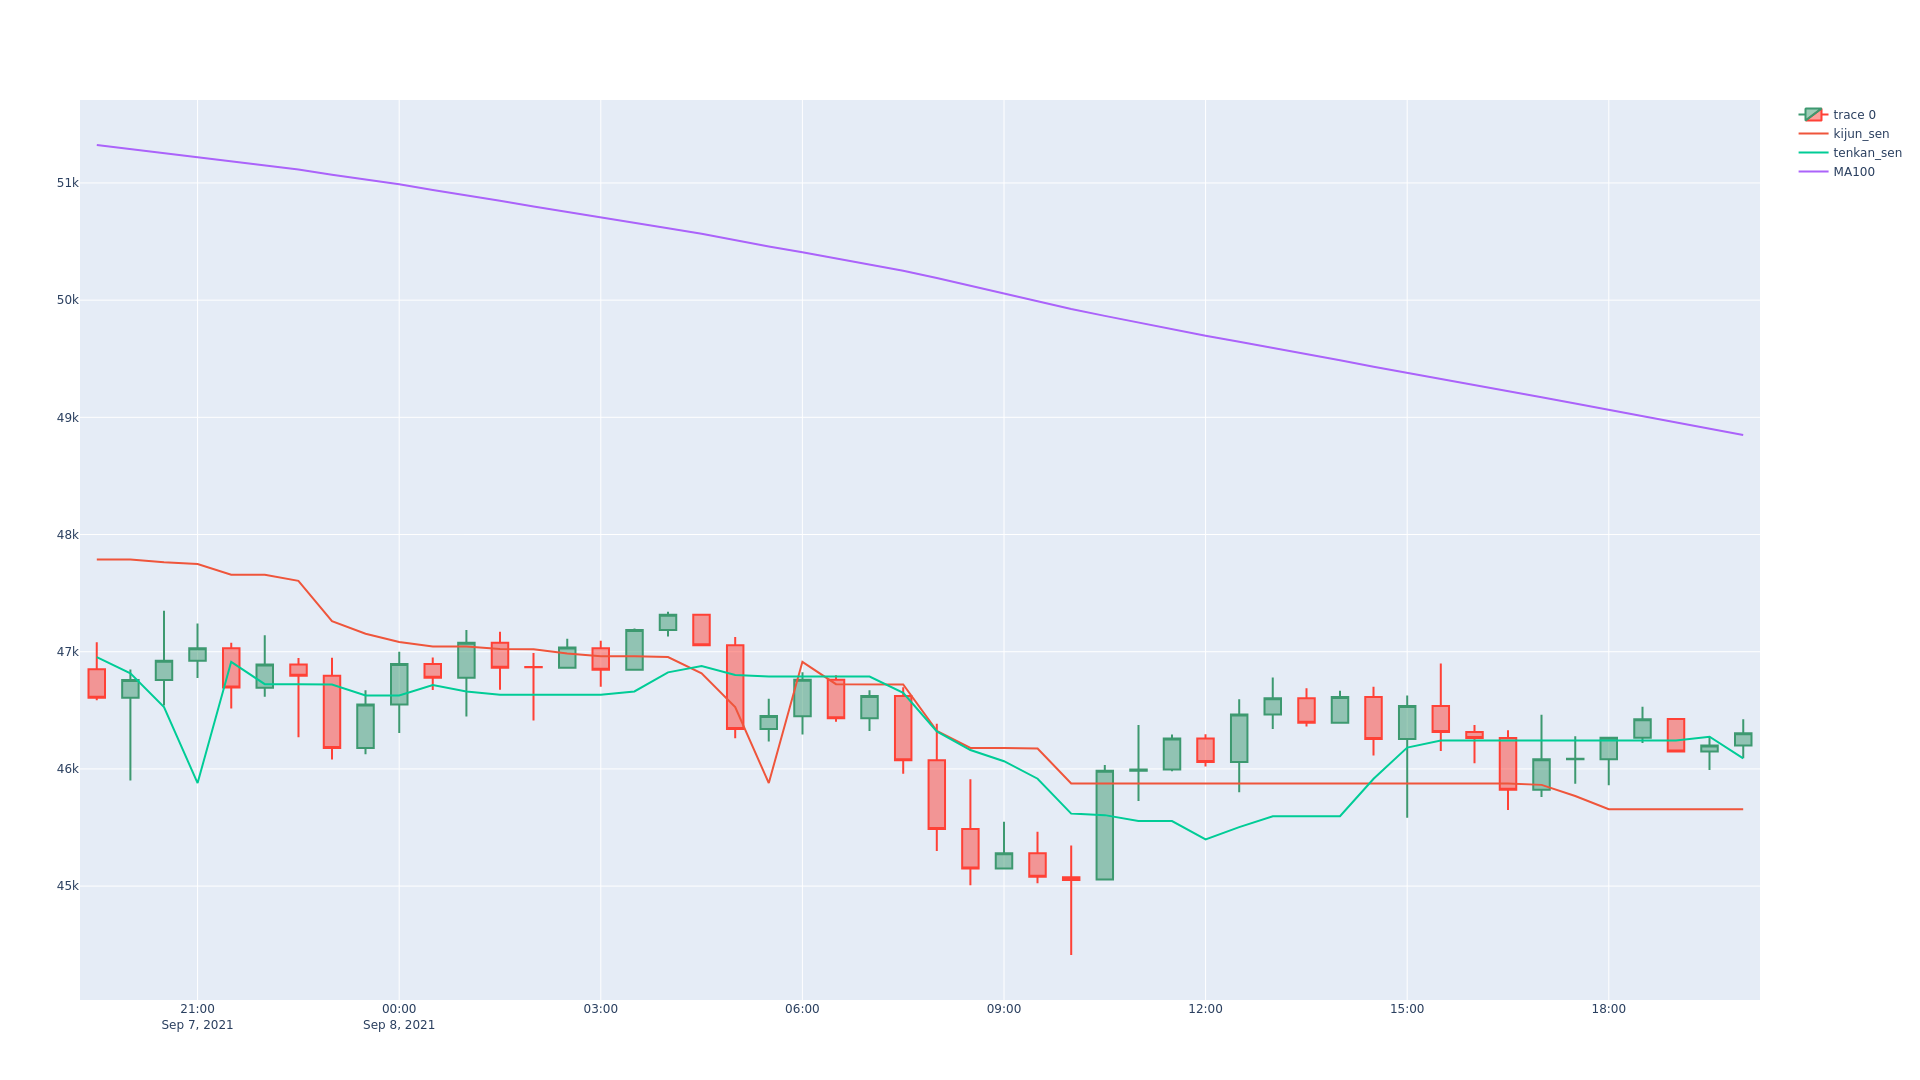 trace 0
kijun_sen
tenkan_sen
MA100
51k
50k
49k
48k
47k
46k
45k
21:00
Sep 7, 2021
00:00
Sep 8, 2021
03:00
06:00
09:00
12:00
15:00
18:00